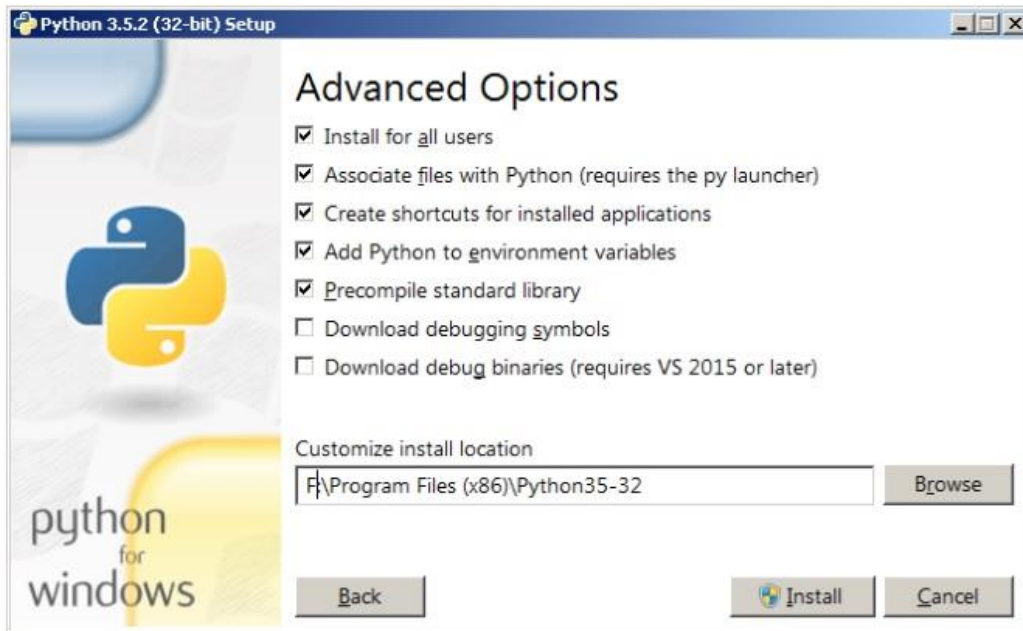 Python 3.5.2 (32-bit) Setup
Advanced Options
Install for all users
Associate files with Python (requires the py launcher)
Create shortcuts for installed applications
Add Python to environment variables
Precompile standard library
Download debugging symbols
Download debug binaries (requires VS 2015 or later)
Customize install location
F:\Program Files (x86)\Python35-32
Browse
python
for
windows
Back
Install
Cancel